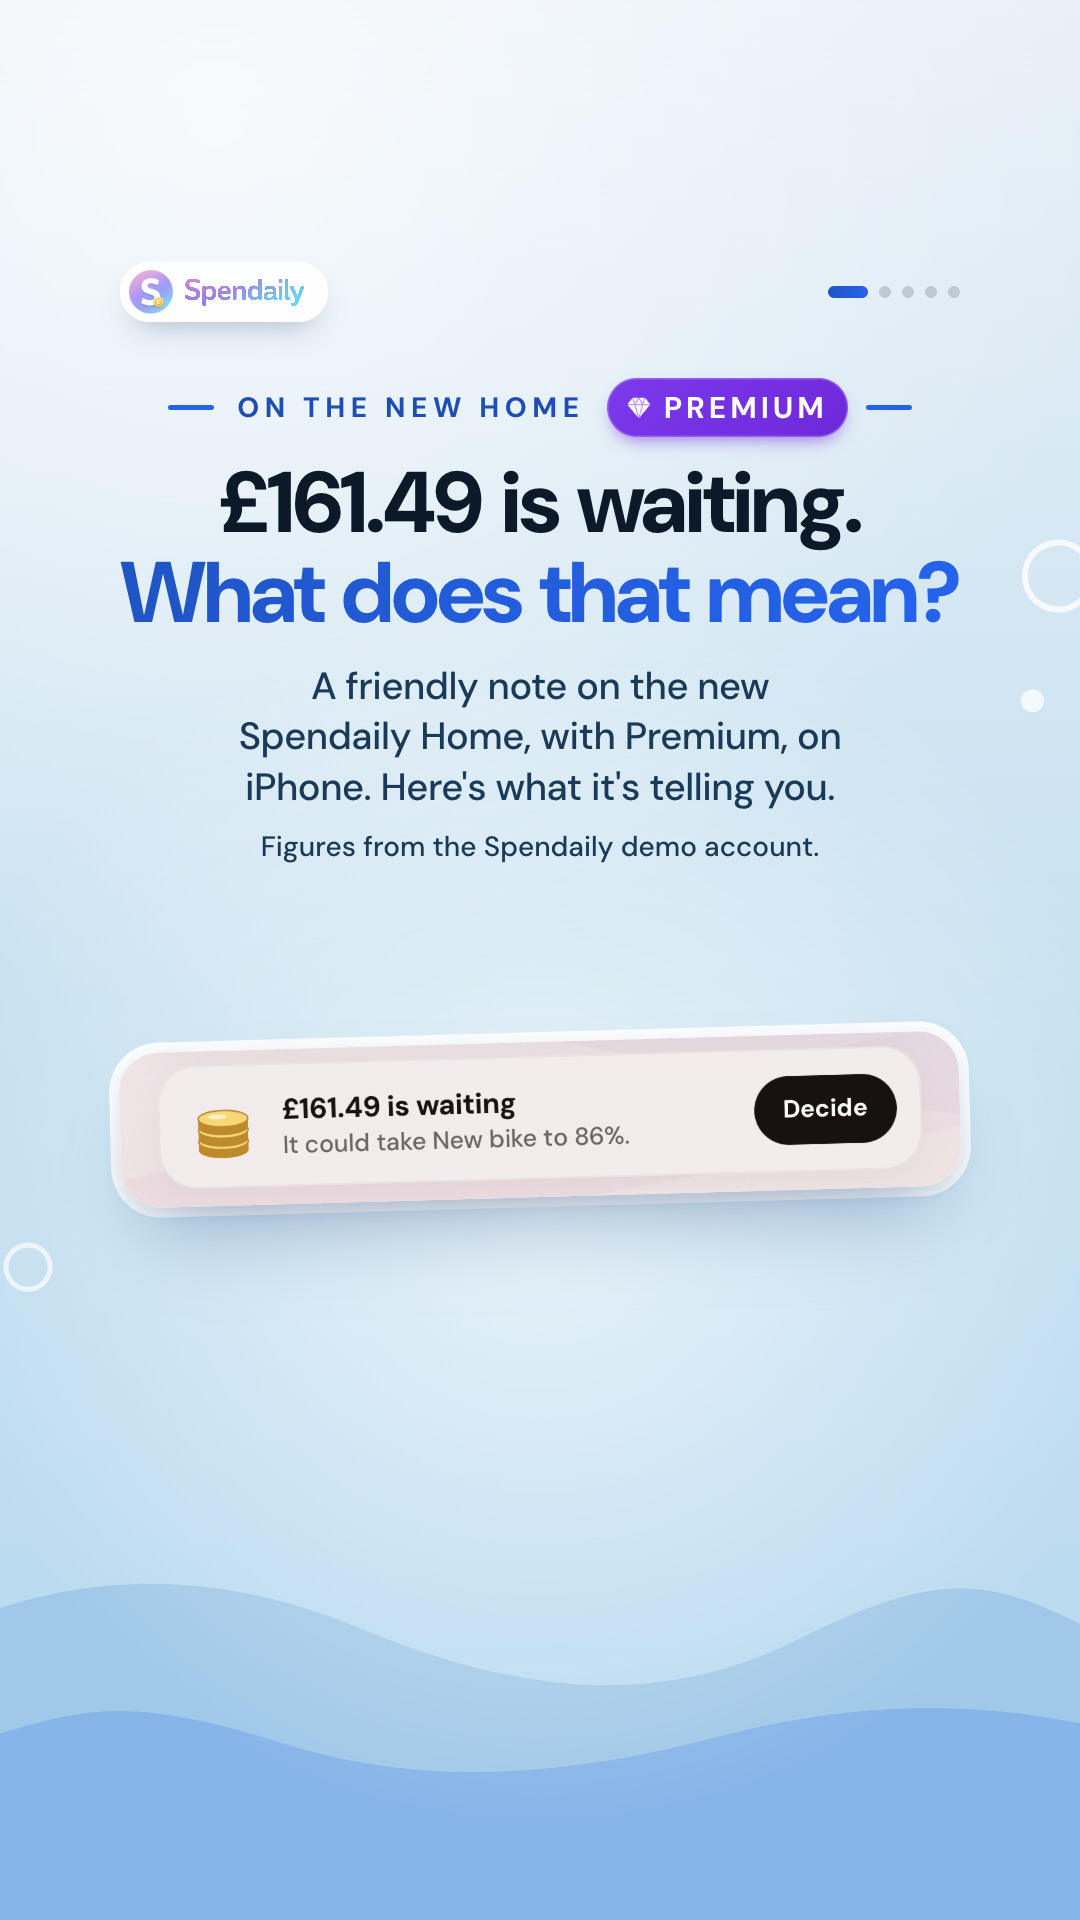 Spendaily
ON THE NEW HOME PREMIUM
£161.49 is waiting.
What does that mean?
A friendly note on the new
Spendaily Home, with Premium, on
iPhone. Here's what it's telling you.
Figures from the Spendaily demo account.
£161.49 is waiting
It could take New bike to 86%.
Decide